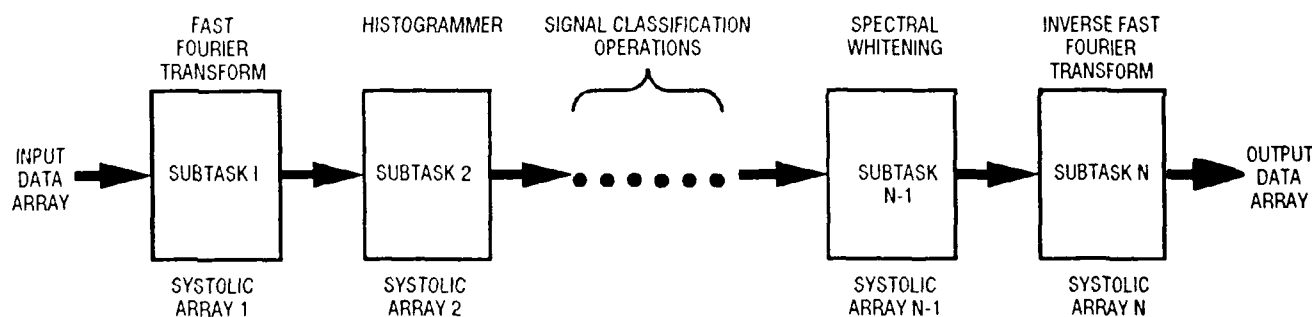 FAST
FOURIER
TRANSFORM
HISTOGRAMMER
SIGNAL CLASSIFICATION
OPERATIONS
SPECTRAL
WHITENING
INVERSE FAST
FOURIER
TRANSFORM
INPUT
DATA
ARRAY
SUBTASK I
SUBTASK 2
SUBTASK
N-1
SUBTASK N
OUTPUT
DATA
ARRAY
SYSTOLIC
ARRAY 1
SYSTOLIC
ARRAY 2
SYSTOLIC
ARRAY N-1
SYSTOLIC
ARRAY N